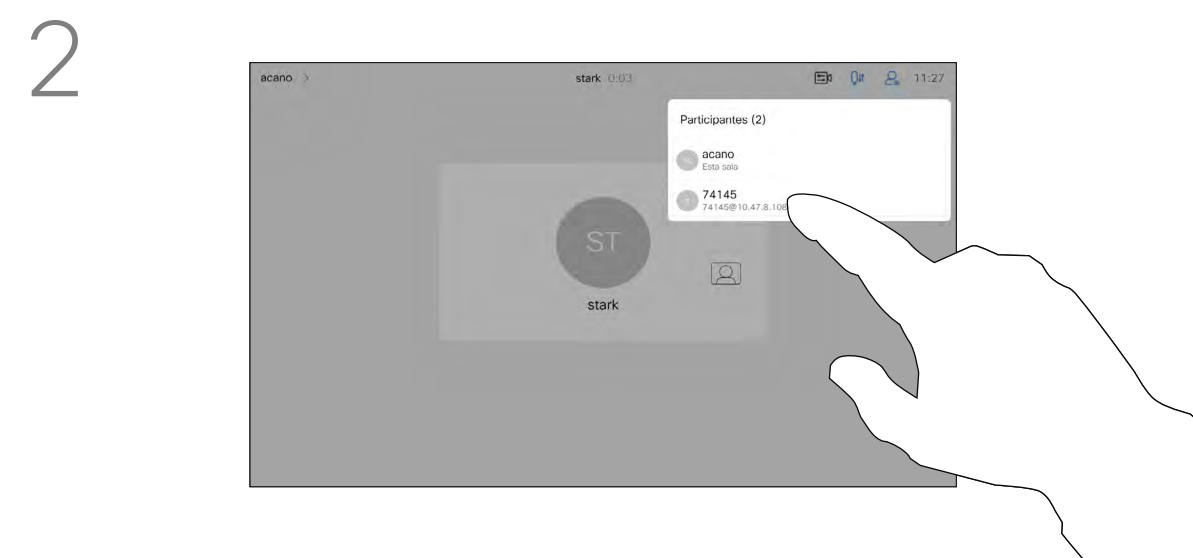 2
acano >
stark 0:03
11:27
Participantes (2)
acano
Esta sala
74145
74145@10.47.8.108
ST
stark